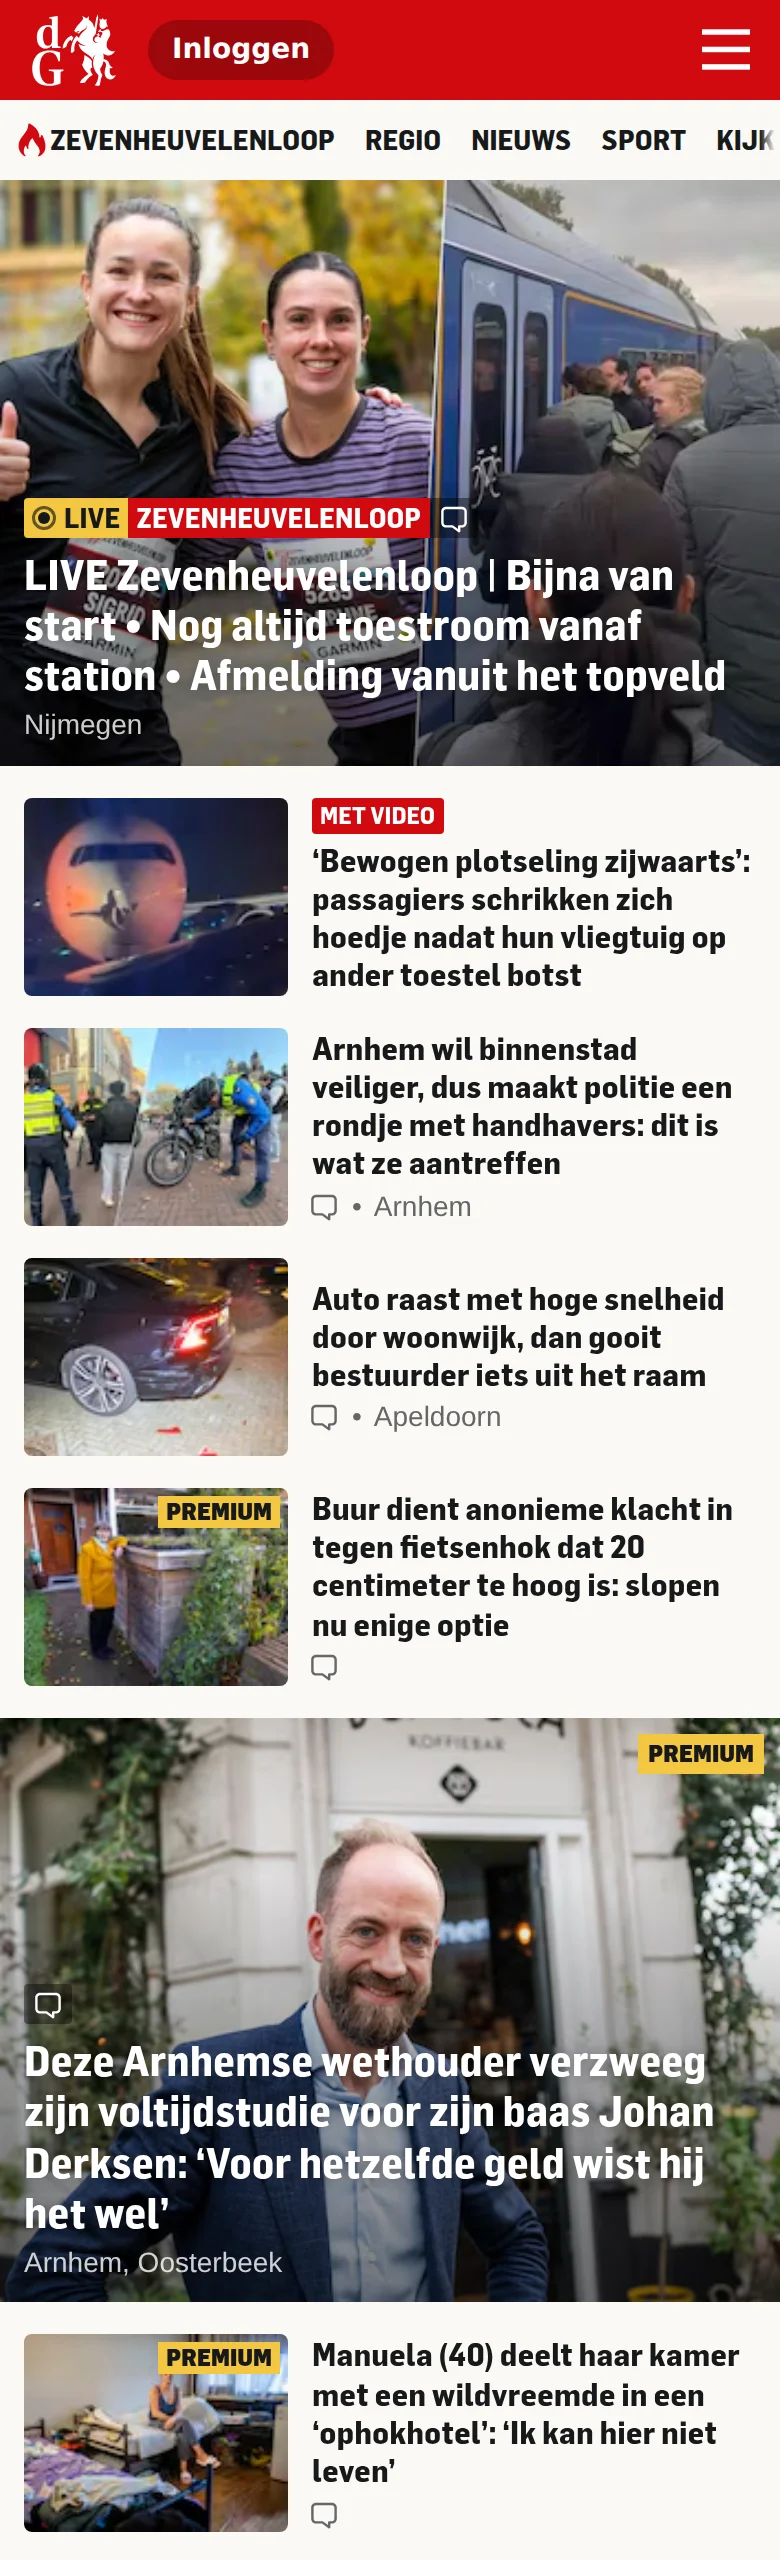 dG
Inloggen
ZEVENHEUVELENLOOP REGIO NIEUWS SPORT KIJK
LIVE ZEVENHEUVELENLOOP
LIVE Zevenheuvelenloop | Bijna van
start • Nog altijd toestroom vanaf
station • Afmelding vanuit het topveld
Nijmegen
MET VIDEO
‘Bewogen plotseling zijwaarts’:
passagiers schrikken zich
hoedje nadat hun vliegtuig op
ander toestel botst
Arnhem wil binnenstad
veiliger, dus maakt politie een
rondje met handhavers: dit is
wat ze aantreffen
• Arnhem
Auto raast met hoge snelheid
door woonwijk, dan gooit
bestuurder iets uit het raam
• Apeldoorn
PREMIUM
Buur dient anonieme klacht in
tegen fietsenhok dat 20
centimeter te hoog is: slopen
nu enige optie
KOFFIEBAR
PREMIUM
Deze Arnhemse wethouder verzweeg
zijn voltijdstudie voor zijn baas Johan
Derksen: ‘Voor hetzelfde geld wist hij
het wel’
Arnhem, Oosterbeek
PREMIUM
Manuela (40) deelt haar kamer
met een wildvreemde in een
‘ophokhotel’: ‘Ik kan hier niet
leven’